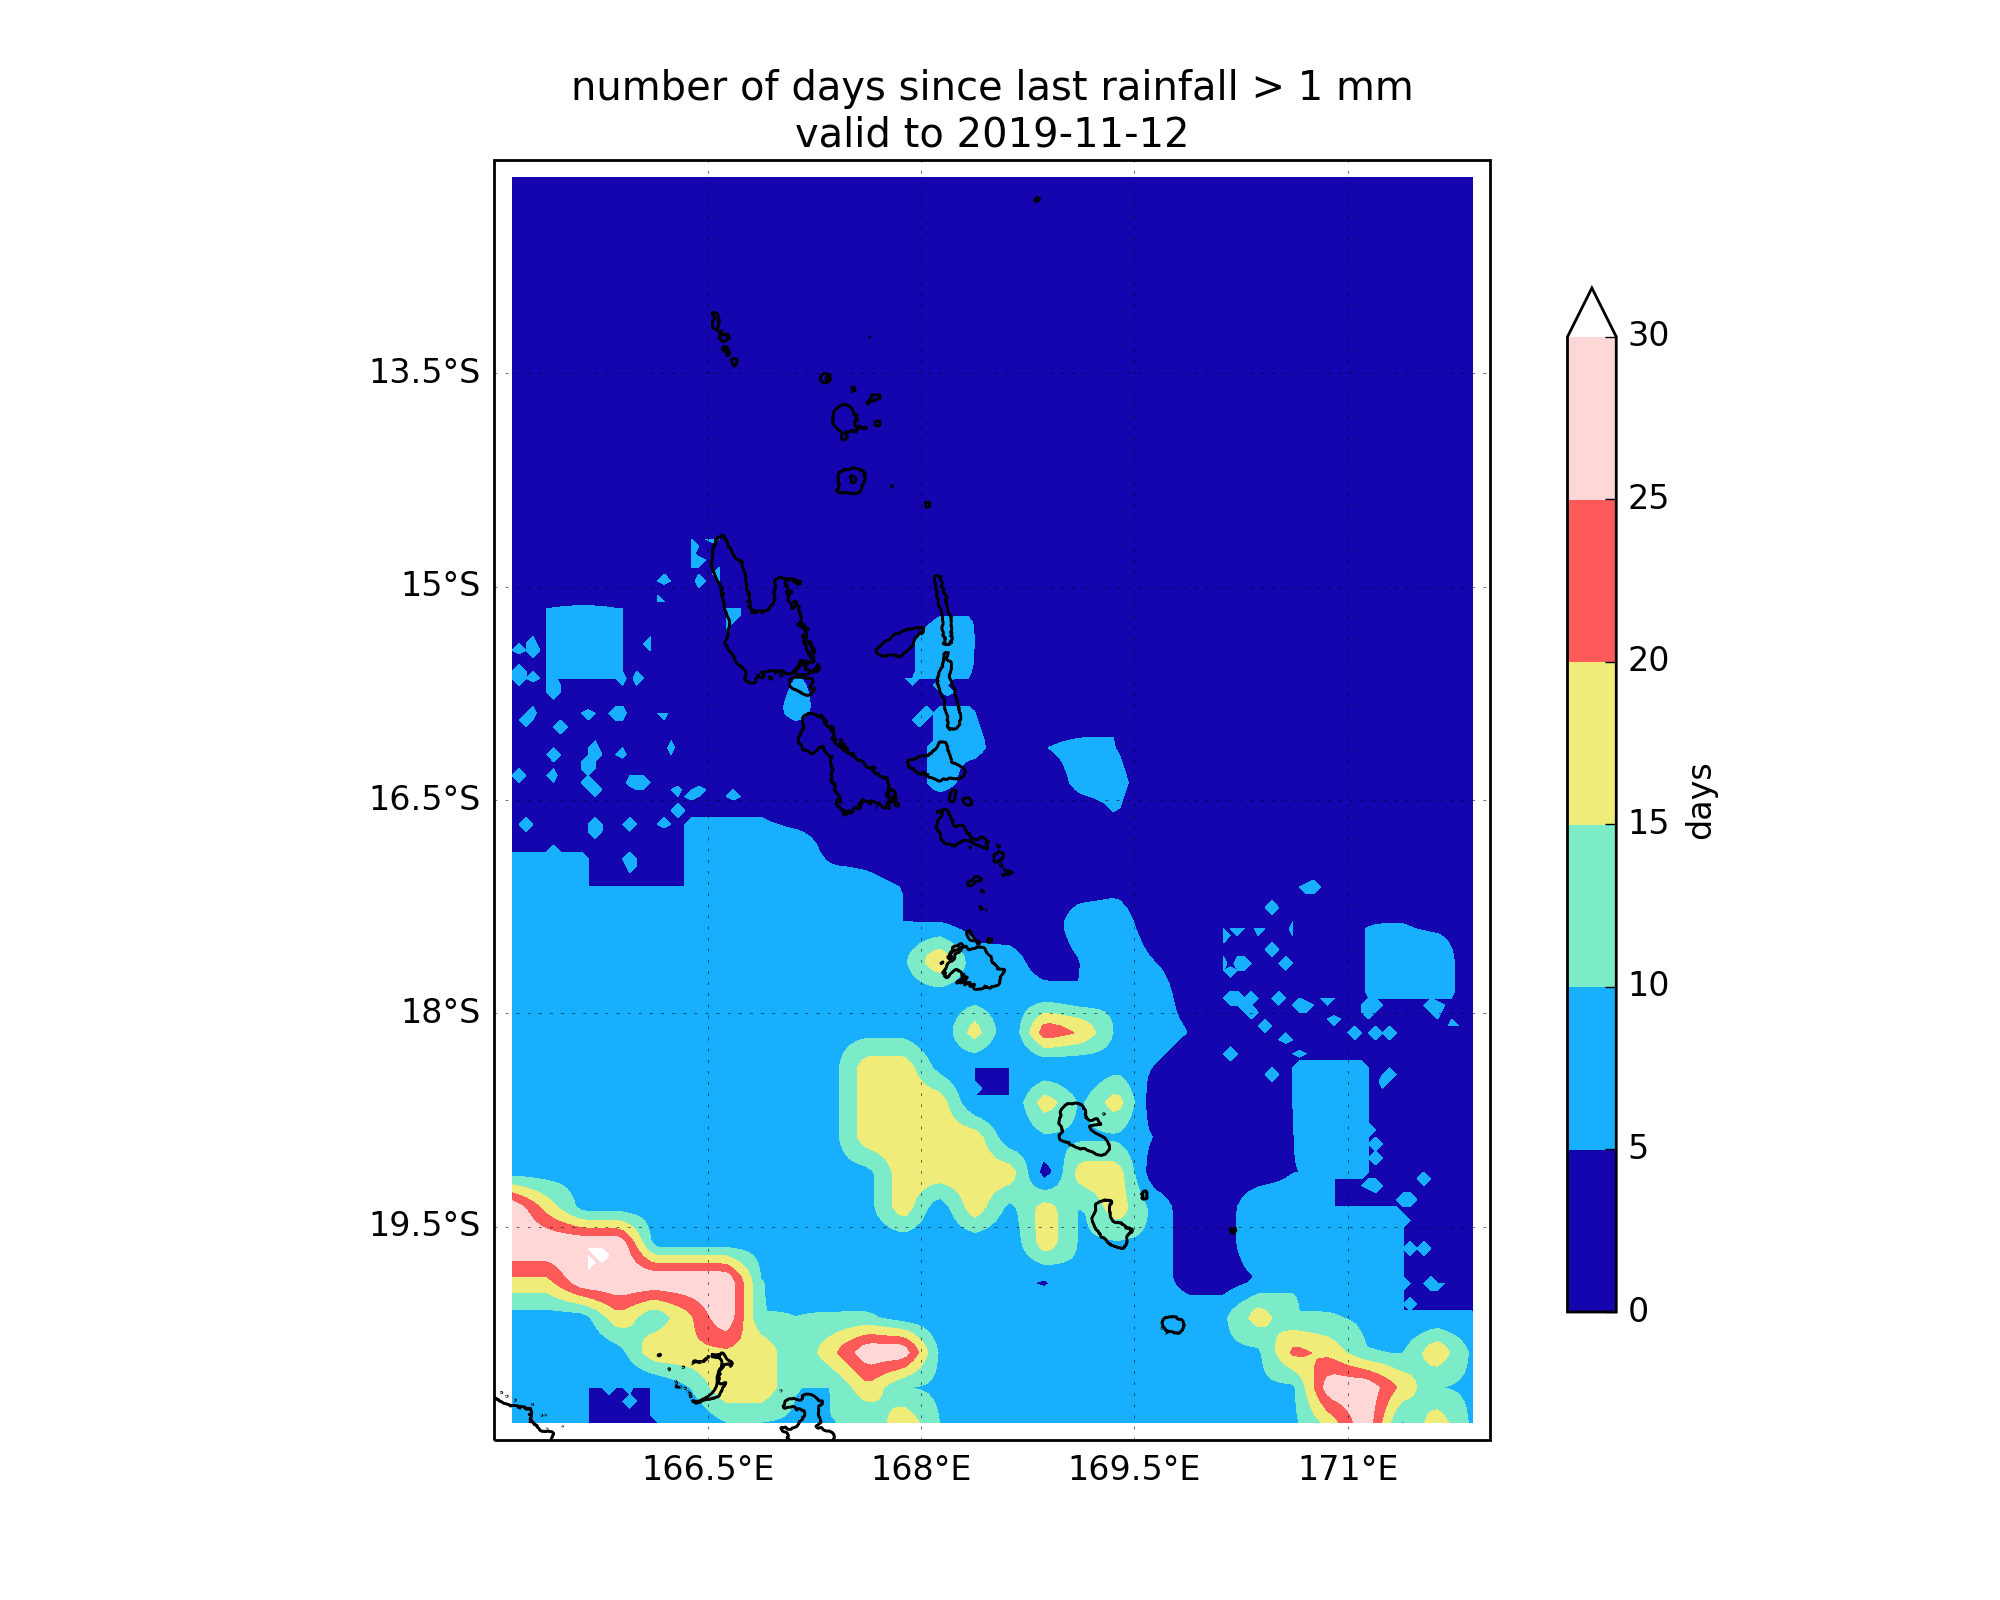 number of days since last rainfall > 1 mm
valid to 2019-11-12
13.5°S
15°S
16.5°S
18°S
19.5°S
166.5°E
168°E
169.5°E
171°E
30
25
20
15
10
5
0
days